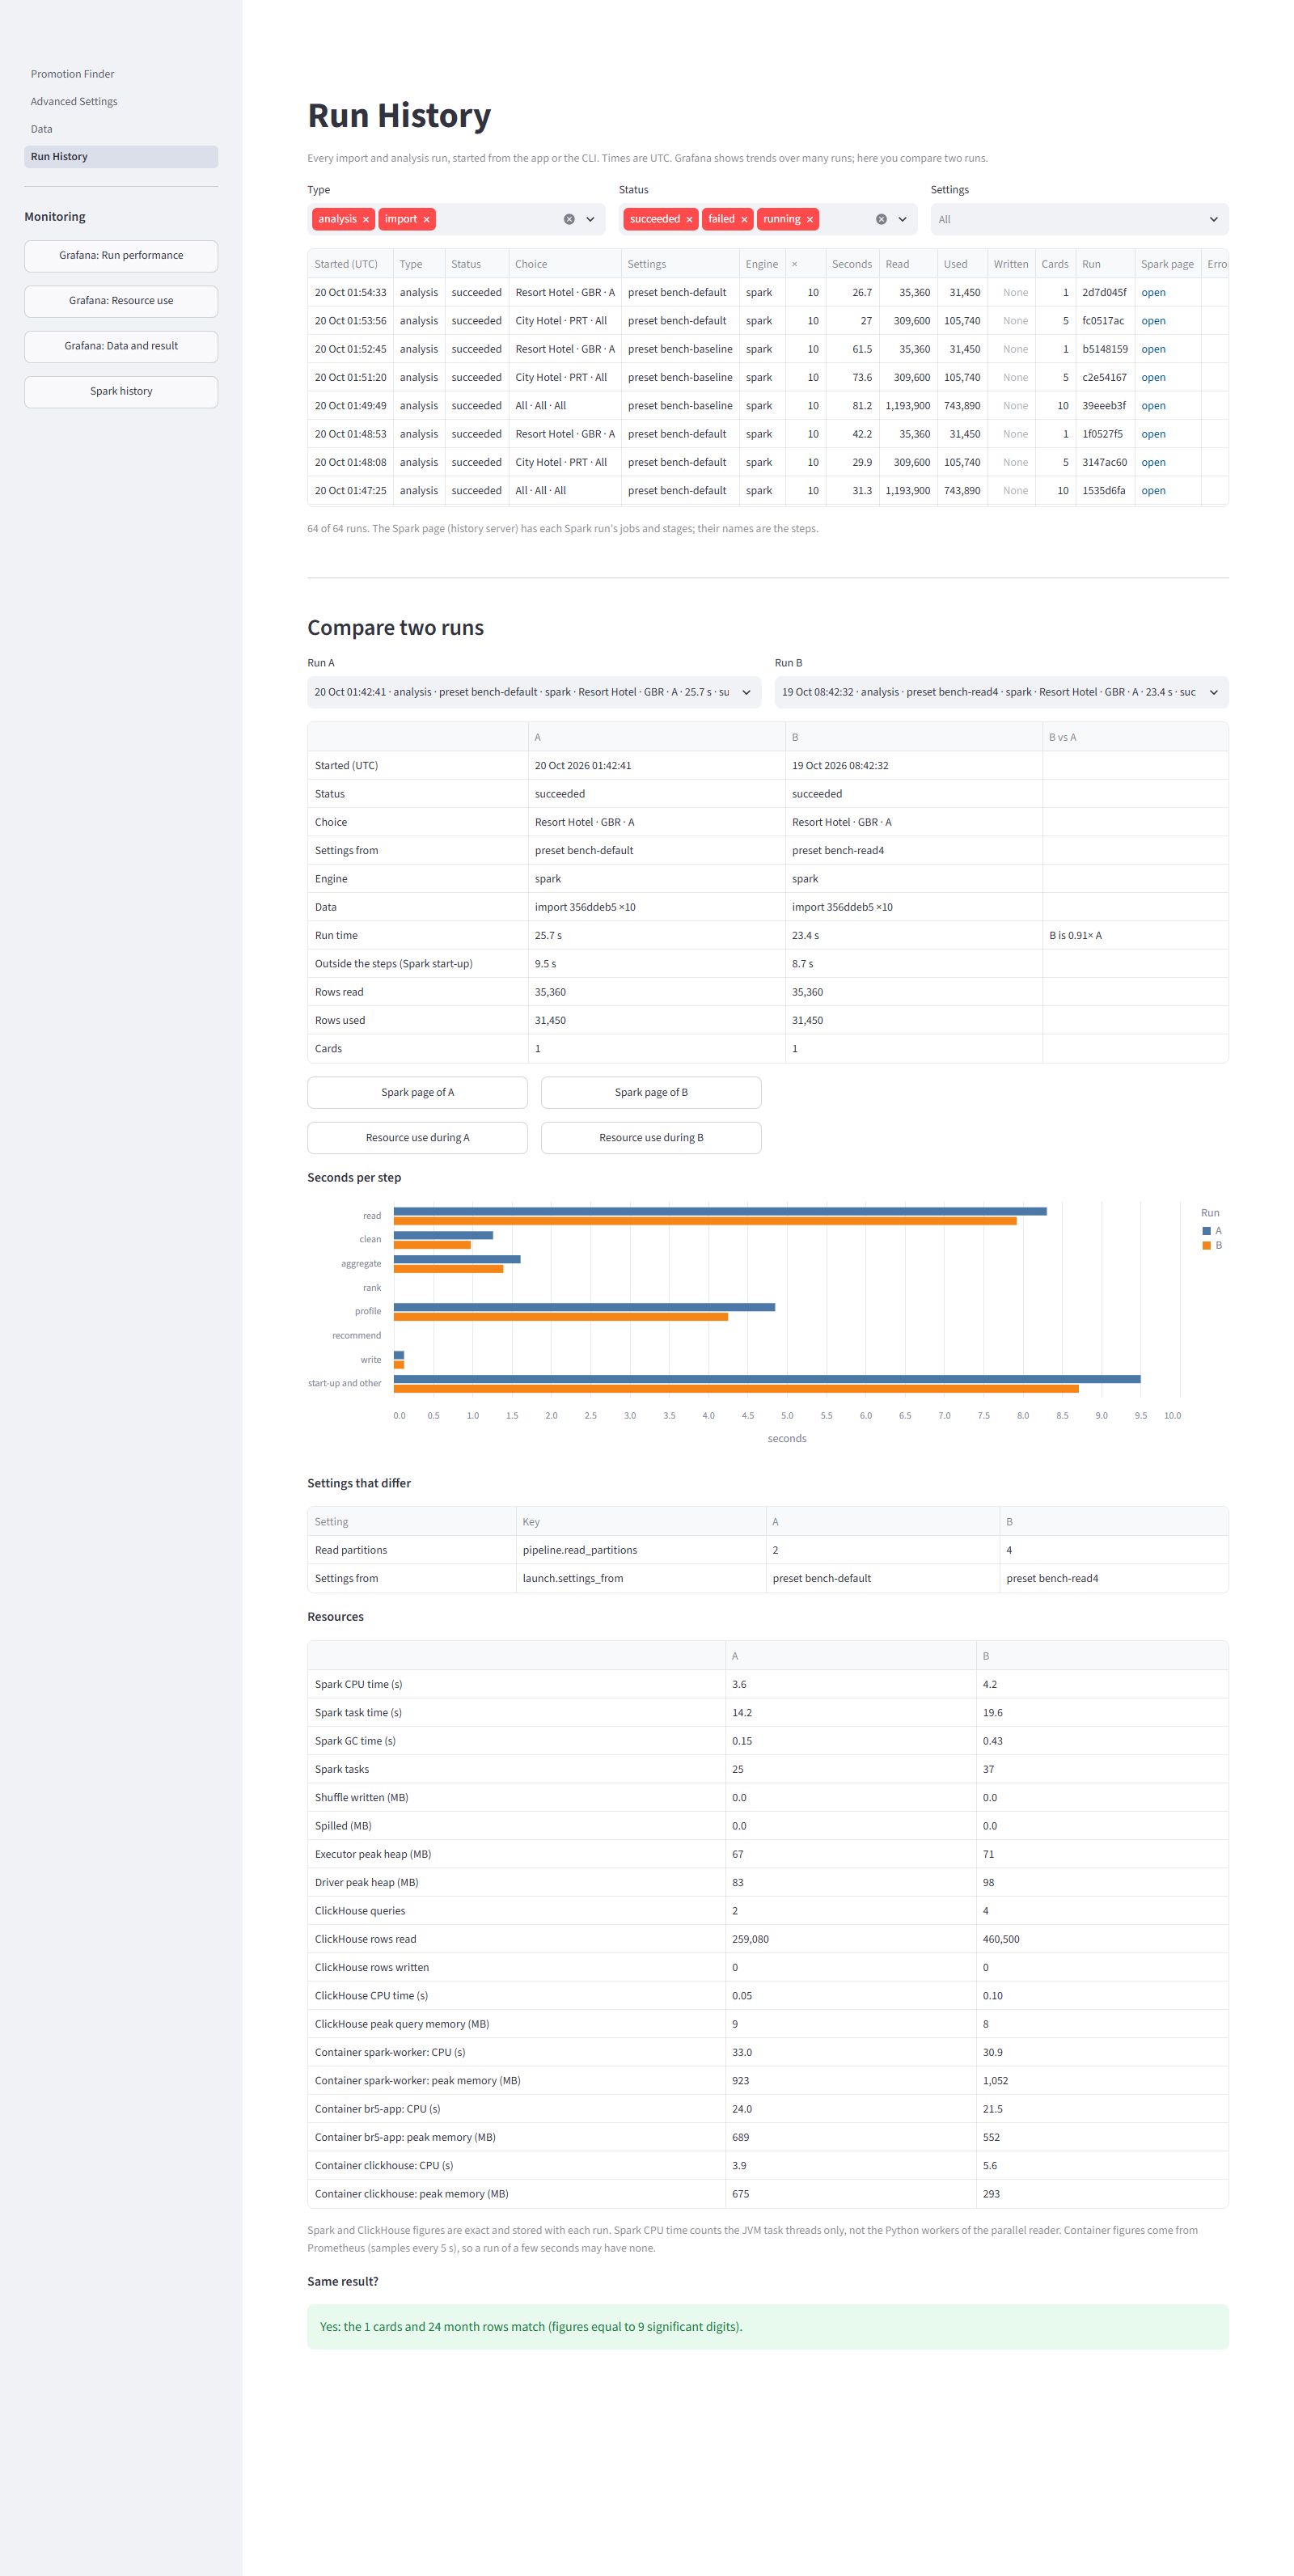 Promotion Finder
Advanced Settings
Data
Run History
Monitoring
Grafana: Run performance
Grafana: Resource use
Grafana: Data and result
Spark history
Run History
Every import and analysis run, started from the app or the CLI. Times are UTC. Grafana shows trends over many runs; here you compare two runs.
Type Status Settings
analysis × import × succeeded × failed × running × All
Started (UTC) Type Status Choice Settings Engine × Seconds Read Used Written Cards Run Spark page Erro
20 Oct 01:54:33 analysis succeeded Resort Hotel · GBR · A preset bench-default spark 10 26.7 35,360 31,450 None 1 2d7d045f open
20 Oct 01:53:56 analysis succeeded City Hotel · PRT · All preset bench-default spark 10 27 309,600 105,740 None 5 fc0517ac open
20 Oct 01:52:45 analysis succeeded Resort Hotel · GBR · A preset bench-baseline spark 10 61.5 35,360 31,450 None 1 b5148159 open
20 Oct 01:51:20 analysis succeeded City Hotel · PRT · All preset bench-baseline spark 10 73.6 309,600 105,740 None 5 c2e54167 open
20 Oct 01:49:49 analysis succeeded All · All · All preset bench-baseline spark 10 81.2 1,193,900 743,890 None 10 39eeeb3f open
20 Oct 01:48:53 analysis succeeded Resort Hotel · GBR · A preset bench-default spark 10 42.2 35,360 31,450 None 1 1f0527f5 open
20 Oct 01:48:08 analysis succeeded City Hotel · PRT · All preset bench-default spark 10 29.9 309,600 105,740 None 5 3147ac60 open
20 Oct 01:47:25 analysis succeeded All · All · All preset bench-default spark 10 31.3 1,193,900 743,890 None 10 1535d6fa open
64 of 64 runs. The Spark page (history server) has each Spark run's jobs and stages; their names are the steps.
Compare two runs
Run A Run B
20 Oct 01:42:41 · analysis · preset bench-default · spark · Resort Hotel · GBR · A · 25.7 s · su 19 Oct 08:42:32 · analysis · preset bench-read4 · spark · Resort Hotel · GBR · A · 23.4 s · suc
A B B vs A
Started (UTC) 20 Oct 2026 01:42:41 19 Oct 2026 08:42:32
Status succeeded succeeded
Choice Resort Hotel · GBR · A Resort Hotel · GBR · A
Settings from preset bench-default preset bench-read4
Engine spark spark
Data import 356ddeb5 ×10 import 356ddeb5 ×10
Run time 25.7 s 23.4 s B is 0.91× A
Outside the steps (Spark start-up) 9.5 s 8.7 s
Rows read 35,360 35,360
Rows used 31,450 31,450
Cards 1 1
Spark page of A Spark page of B
Resource use during A Resource use during B
Seconds per step
read
clean
aggregate
rank
profile
recommend
write
start-up and other
0.0 0.5 1.0 1.5 2.0 2.5 3.0 3.5 4.0 4.5 5.0 5.5 6.0 6.5 7.0 7.5 8.0 8.5 9.0 9.5 10.0
seconds
Run
A
B
Settings that differ
Setting Key A B
Read partitions pipeline.read_partitions 2 4
Settings from launch.settings_from preset bench-default preset bench-read4
Resources
A B
Spark CPU time (s) 3.6 4.2
Spark task time (s) 14.2 19.6
Spark GC time (s) 0.15 0.43
Spark tasks 25 37
Shuffle written (MB) 0.0 0.0
Spilled (MB) 0.0 0.0
Executor peak heap (MB) 67 71
Driver peak heap (MB) 83 98
ClickHouse queries 2 4
ClickHouse rows read 259,080 460,500
ClickHouse rows written 0 0
ClickHouse CPU time (s) 0.05 0.10
ClickHouse peak query memory (MB) 9 8
Container spark-worker: CPU (s) 33.0 30.9
Container spark-worker: peak memory (MB) 923 1,052
Container br5-app: CPU (s) 24.0 21.5
Container br5-app: peak memory (MB) 689 552
Container clickhouse: CPU (s) 3.9 5.6
Container clickhouse: peak memory (MB) 675 293
Spark and ClickHouse figures are exact and stored with each run. Spark CPU time counts the JVM task threads only, not the Python workers of the parallel reader. Container figures come from
Prometheus (samples every 5 s), so a run of a few seconds may have none.
Same result?
Yes: the 1 cards and 24 month rows match (figures equal to 9 significant digits).